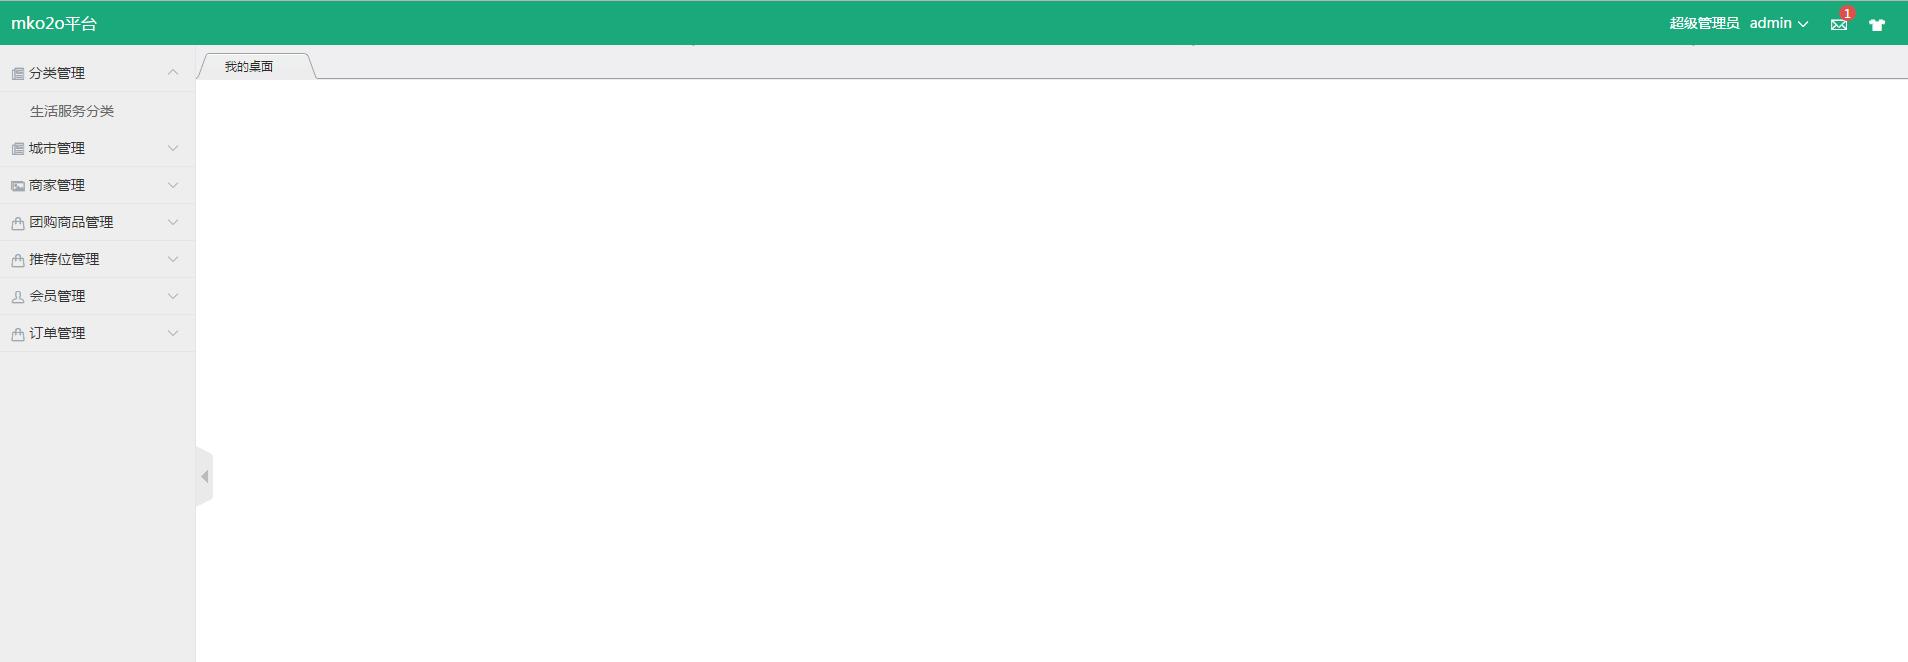 mko2o平台
超级管理员 admin 1
我的桌面
分类管理
生活服务分类
城市管理
商家管理
团购商品管理
推荐位管理
会员管理
订单管理